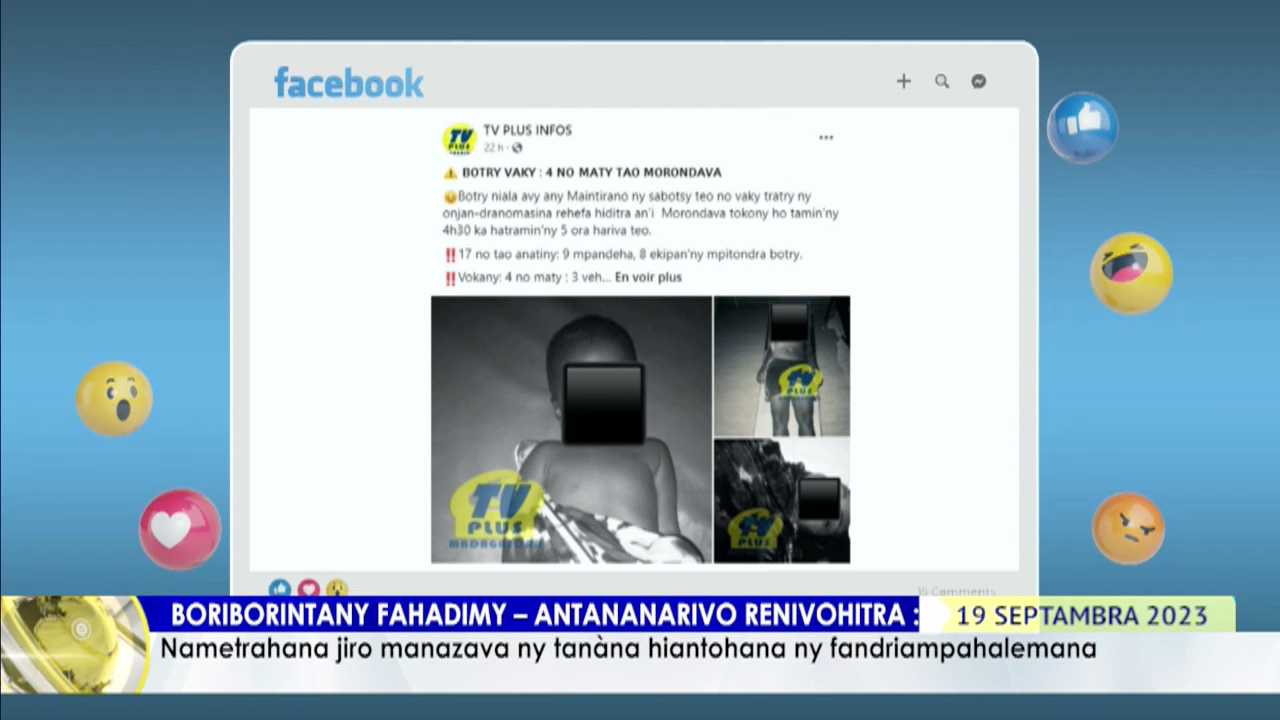 facebook
TV PLUS INFOS
22 h
BOTRY VAKY : 4 NO MATY TAO MORONDAVA
Botry niala avy any Maintirano ny sabotsy teo no vaky tratry ny
onjan-dranomasina rehefa hiditra an'i Morondava tokony ho tamin'ny
4h30 ka hatramin'ny 5 ora hariva teo.
‼17 no tao anatiny: 9 mpandeha, 8 ekipan'ny mpitondra botry.
‼Vokany: 4 no maty : 3 veh... En voir plus
TV
PLUS
MADAGASCAR
TV
PLUS
TV
PLUS
15 Comments
BORIBORINTANY FAHADIMY – ANTANANARIVO RENIVOHITRA :
19 SEPTAMBRA 2023
Nametrahana jiro manazava ny tanàna hiantohana ny fandriampahalemana